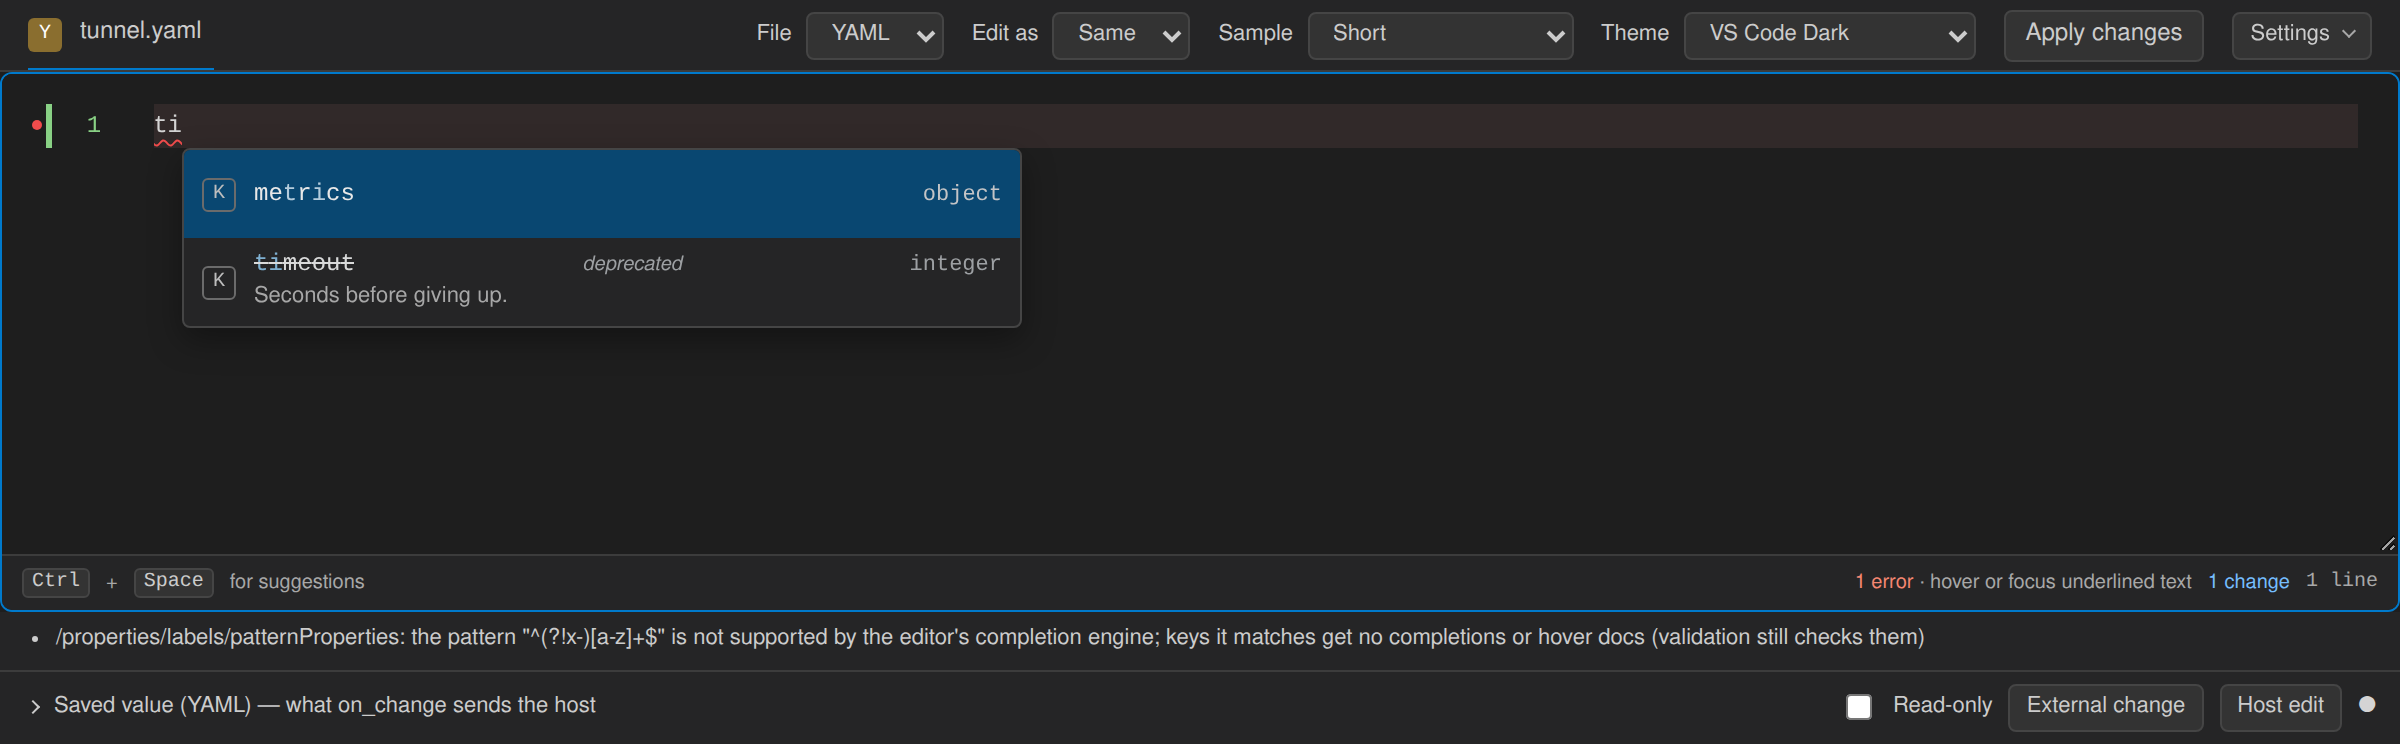 Y tunnel.yaml File YAML Edit as Same Sample Short Theme VS Code Dark Apply changes Settings
1 ti
K metrics object
K timeout deprecated integer
Seconds before giving up.
Ctrl + Space for suggestions 1 error · hover or focus underlined text 1 change 1 line
• /properties/labels/patternProperties: the pattern "^(?!x-)[a-z]+$" is not supported by the editor's completion engine; keys it matches get no completions or hover docs (validation still checks them)
Saved value (YAML) — what on_change sends the host Read-only External change Host edit